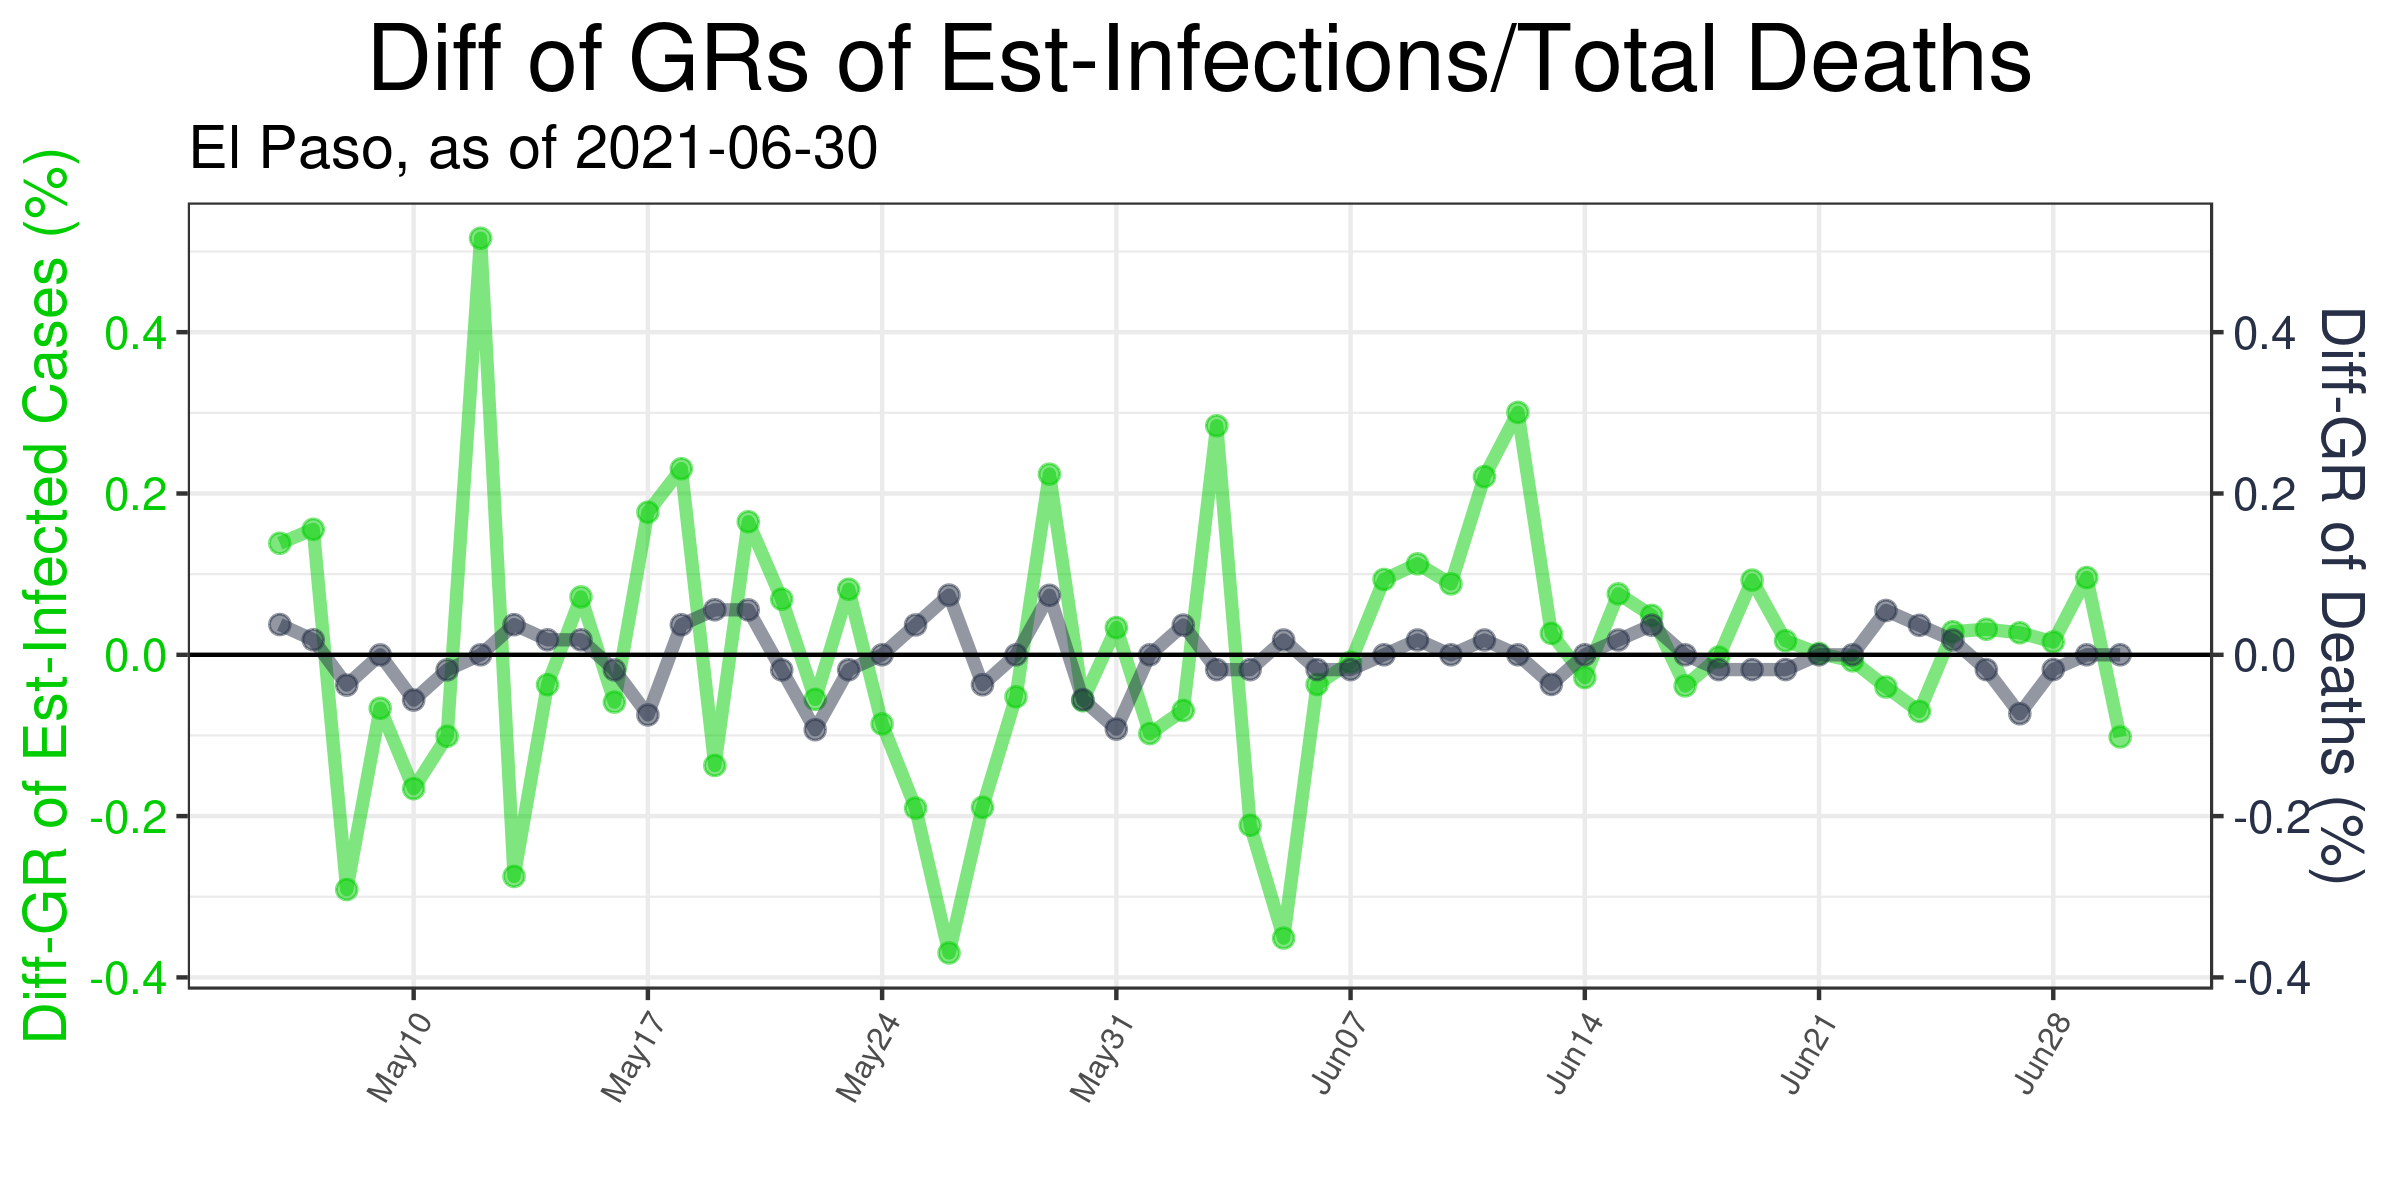 Diff of GRs of Est-Infections/Total Deaths
El Paso, as of 2021-06-30
Diff-GR of Est-Infected Cases (%)
0.4
0.2
0.0
-0.2
-0.4
0.4
0.2
0.0
-0.2
-0.4
Diff-GR of Deaths (%)
May10
May17
May24
May31
Jun07
Jun14
Jun21
Jun28